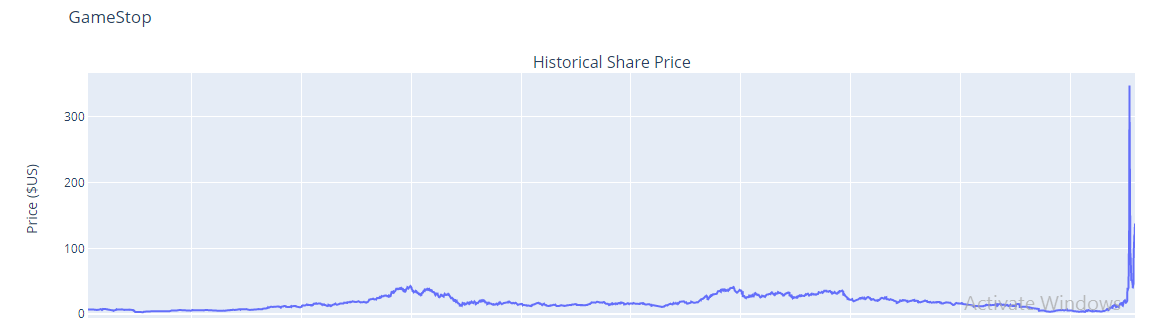 GameStop
Historical Share Price
Price ($US)
300
200
100
0
Activate Windows